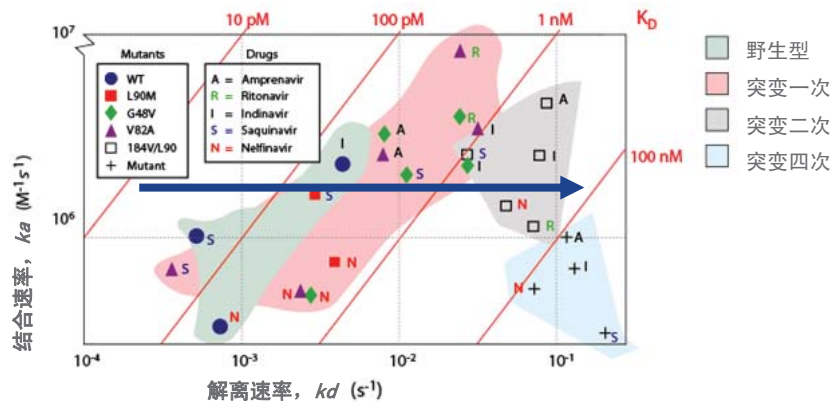 10 pM
100 pM
1 nM
K_D
10⁷
Mutants
WT
L90M
G48V
V82A
184V/L90
Mutant
Drugs
A = Amprenavir
R = Ritonavir
I = Indinavir
S = Saquinavir
N = Nelfinavir
野生型
突变一次
突变二次
突变四次
R
A
R
I
A
I
A
S
I
I
S
S
100 nM
N
R
10⁶
S
A
S
N
I
N
N
N
N
S
结合速率，ka (M⁻¹s⁻¹)
10⁻⁴
10⁻³
10⁻²
10⁻¹
解离速率，kd (s⁻¹)